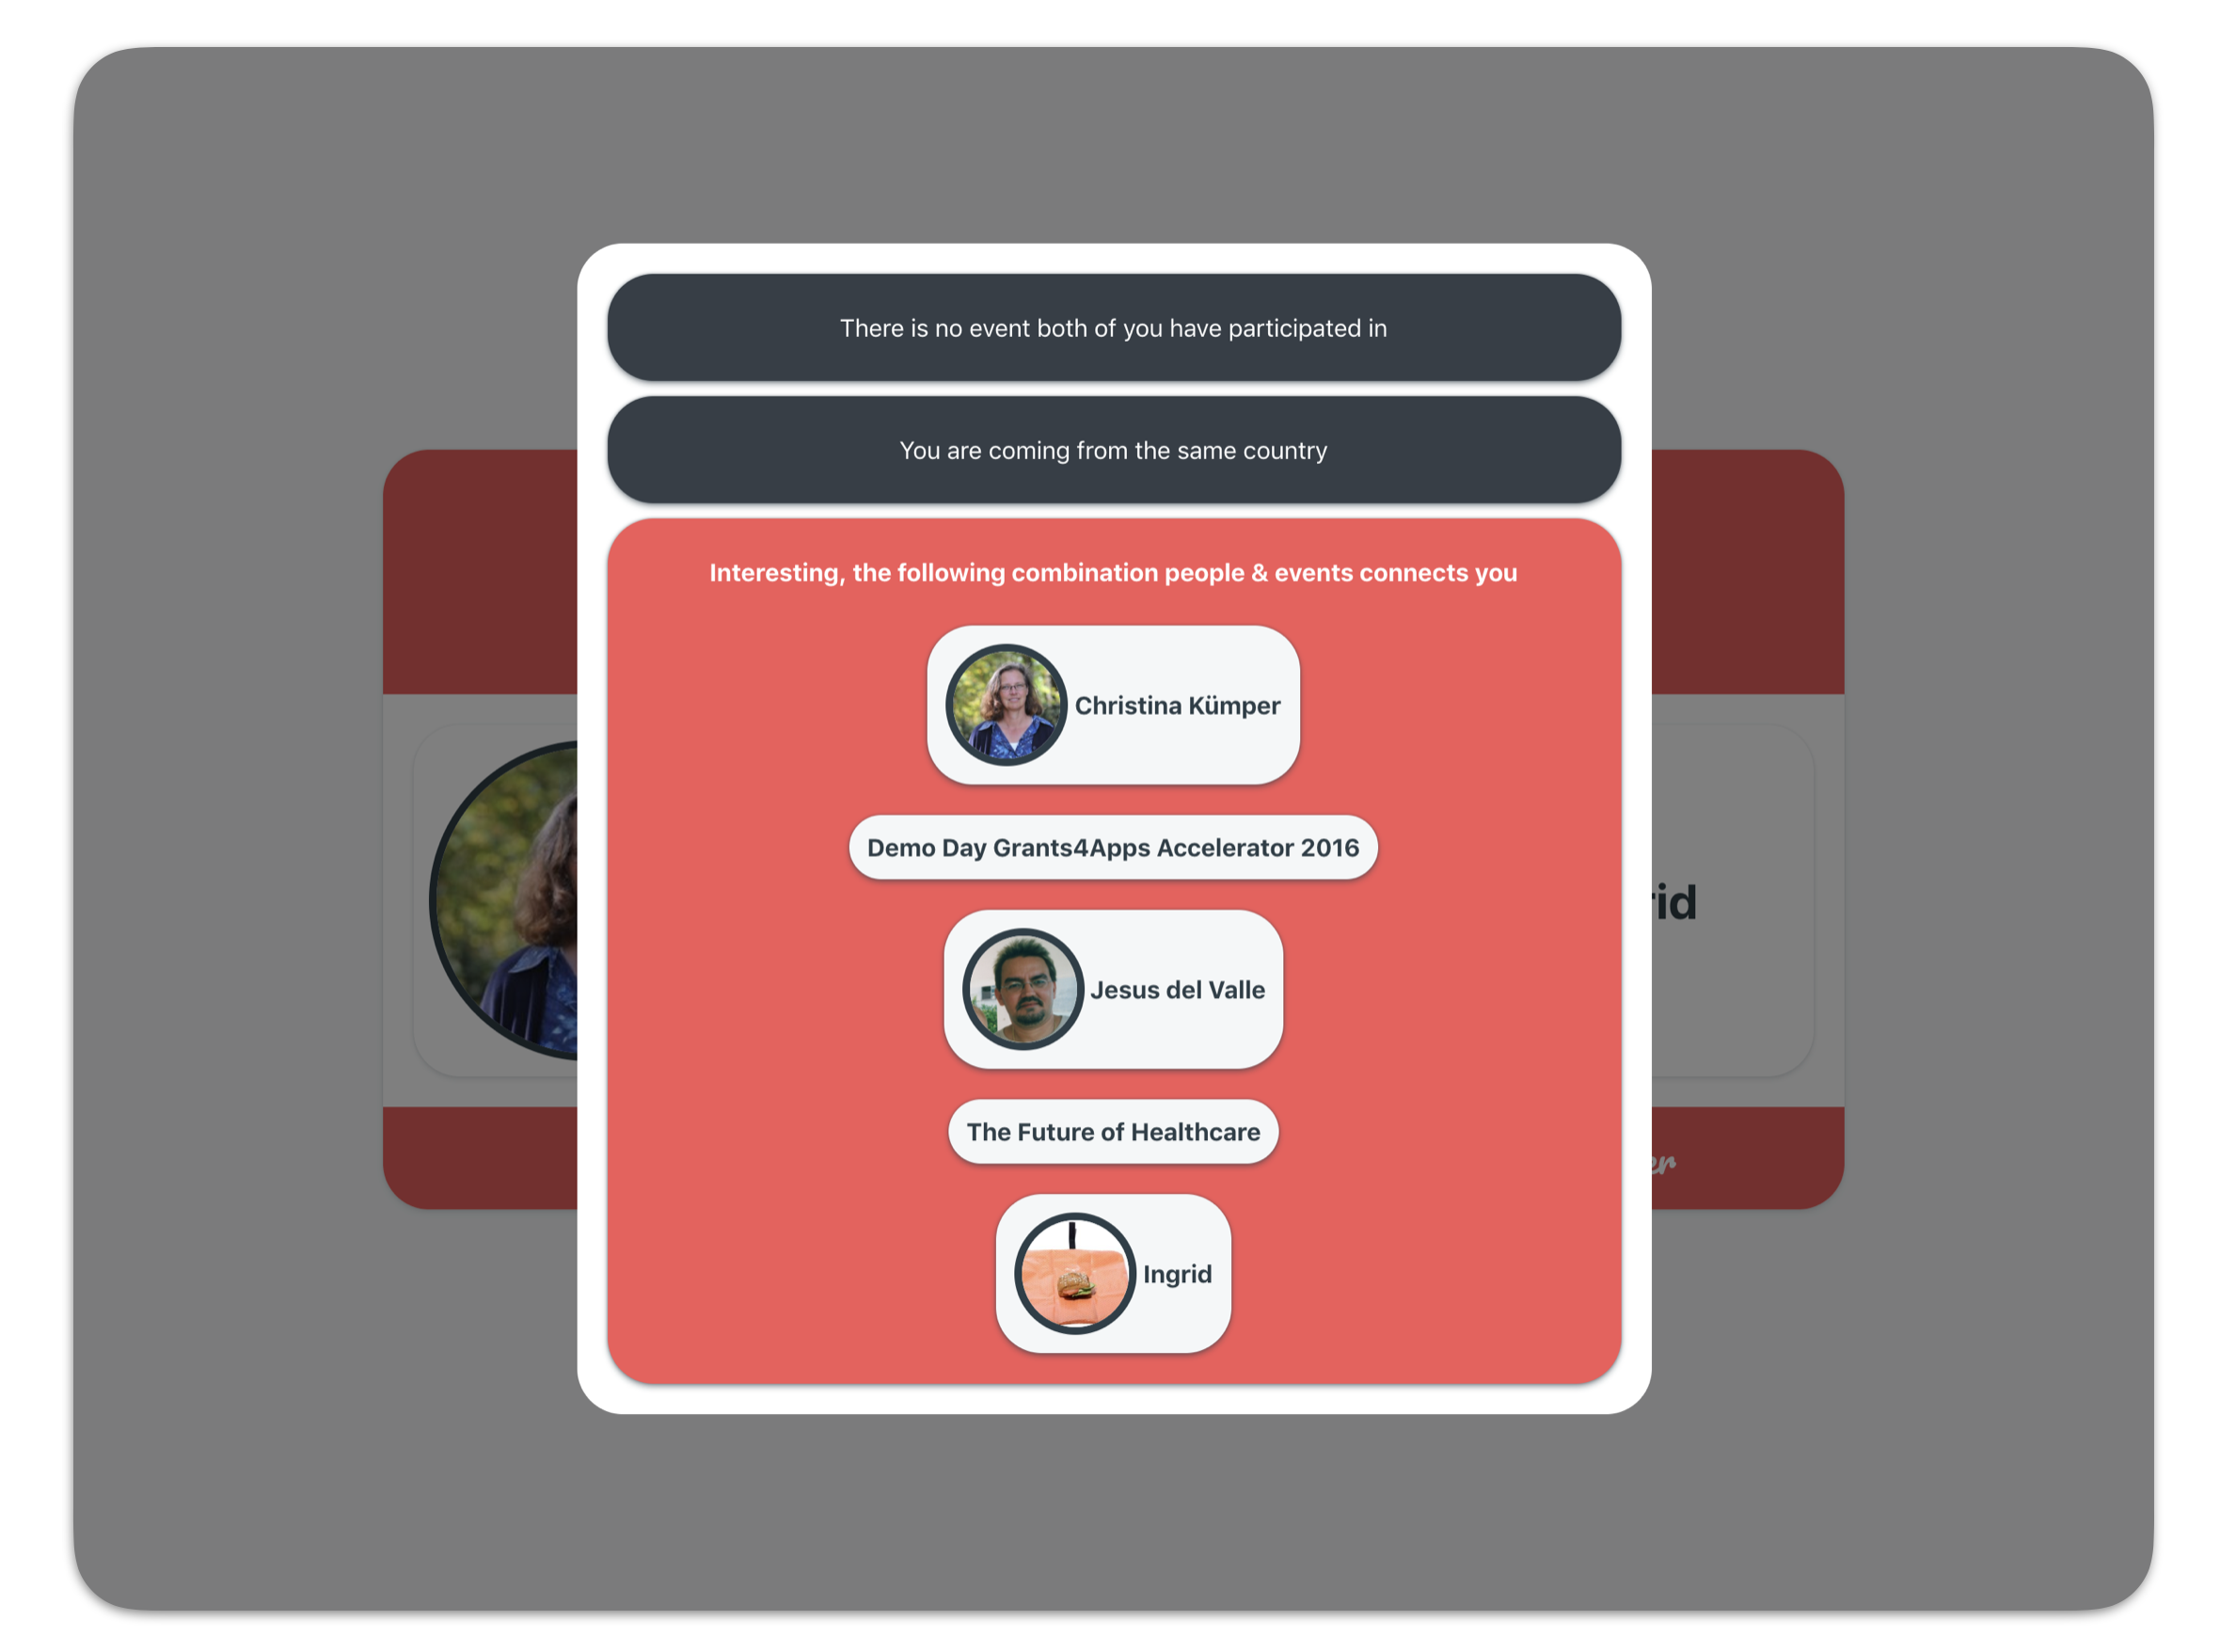 There is no event both of you have participated in
You are coming from the same country
Interesting, the following combination people & events connects you
Christina Kümper
Demo Day Grants4Apps Accelerator 2016
Jesus del Valle
The Future of Healthcare
Ingrid